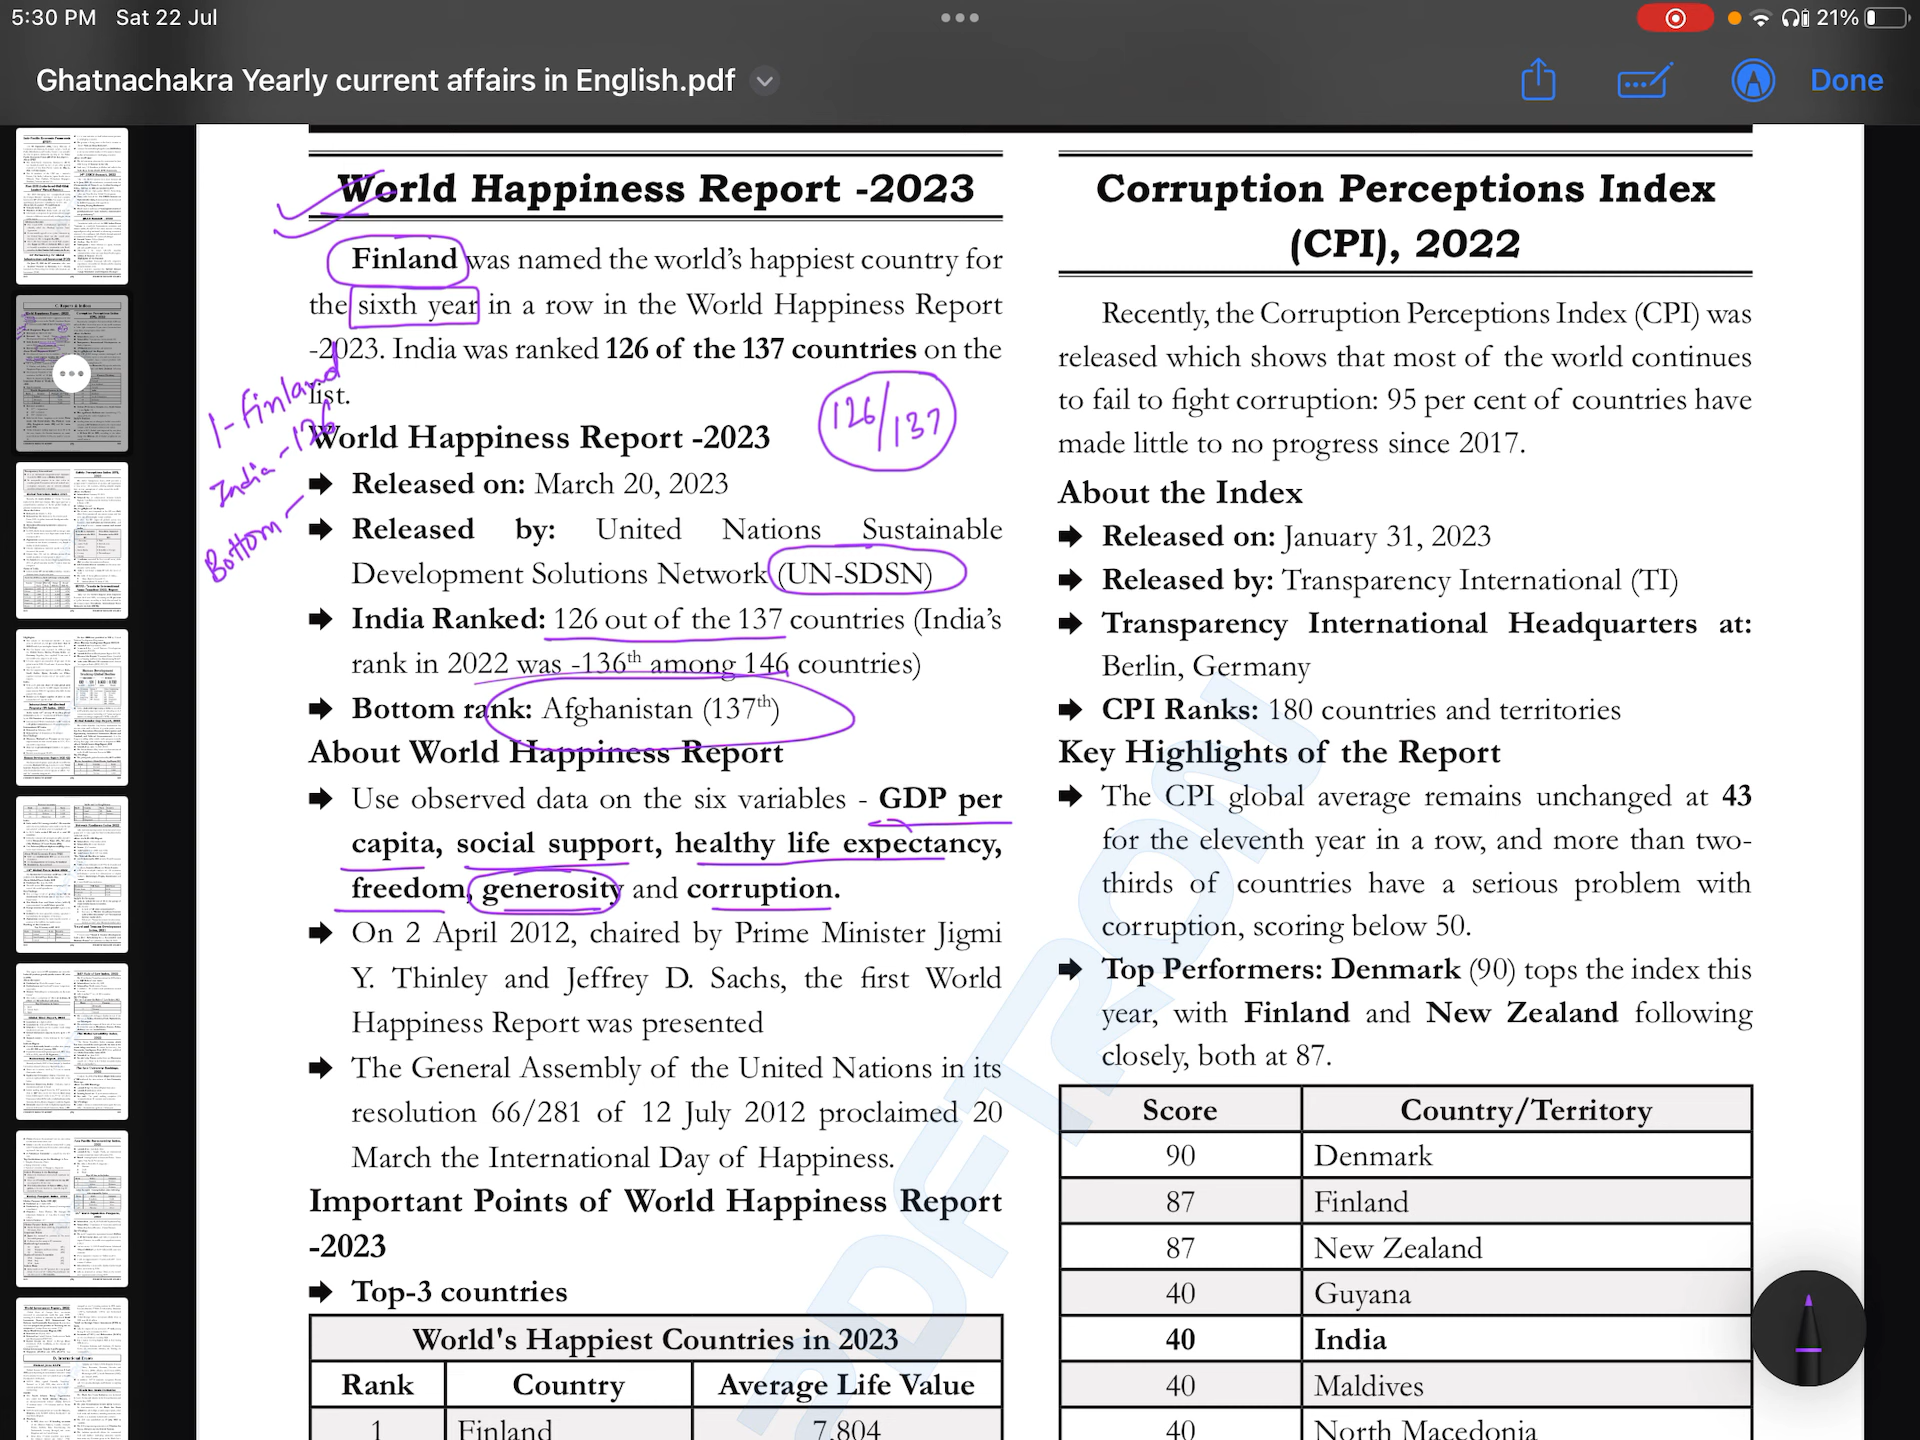 5:30 PM Sat 22 Jul
21%
Ghatnachakra Yearly current affairs in English.pdf
Done
World Happiness Report -2023
Finland was named the world's happiest country for
the sixth year in a row in the World Happiness Report
-2023. India was ranked 126 of the 137 countries on the
list.
126/137
1-Finland
India-126
Bottom-
World Happiness Report -2023
➡ Released on: March 20, 2023
➡ Released by: United Nations Sustainable
Development Solutions Network (UN-SDSN)
➡ India Ranked: 126 out of the 137 countries (India's
rank in 2022 was -136th among 146 countries)
➡ Bottom rank: Afghanistan (137th)
About World Happiness Report
➡ Use observed data on the six variables - GDP per
capita, social support, healthy life expectancy,
freedom, generosity and corruption.
➡ On 2 April 2012, chaired by Prime Minister Jigmi
Y. Thinley and Jeffrey D. Sachs, the first World
Happiness Report was presented
➡ The General Assembly of the United Nations in its
resolution 66/281 of 12 July 2012 proclaimed 20
March the International Day of Happiness.
Important Points of World Happiness Report
-2023
➡ Top-3 countries
World's Happiest Countries in 2023
Rank Country Average Life Value
1 Finland 7.804
Corruption Perceptions Index
(CPI), 2022
Recently, the Corruption Perceptions Index (CPI) was
released which shows that most of the world continues
to fail to fight corruption: 95 per cent of countries have
made little to no progress since 2017.
About the Index
➡ Released on: January 31, 2023
➡ Released by: Transparency International (TI)
➡ Transparency International Headquarters at:
Berlin, Germany
➡ CPI Ranks: 180 countries and territories
Key Highlights of the Report
➡ The CPI global average remains unchanged at 43
for the eleventh year in a row, and more than two-
thirds of countries have a serious problem with
corruption, scoring below 50.
➡ Top Performers: Denmark (90) tops the index this
year, with Finland and New Zealand following
closely, both at 87.
Score Country/Territory
90 Denmark
87 Finland
87 New Zealand
40 Guyana
40 India
40 Maldives
40 North Macedonia